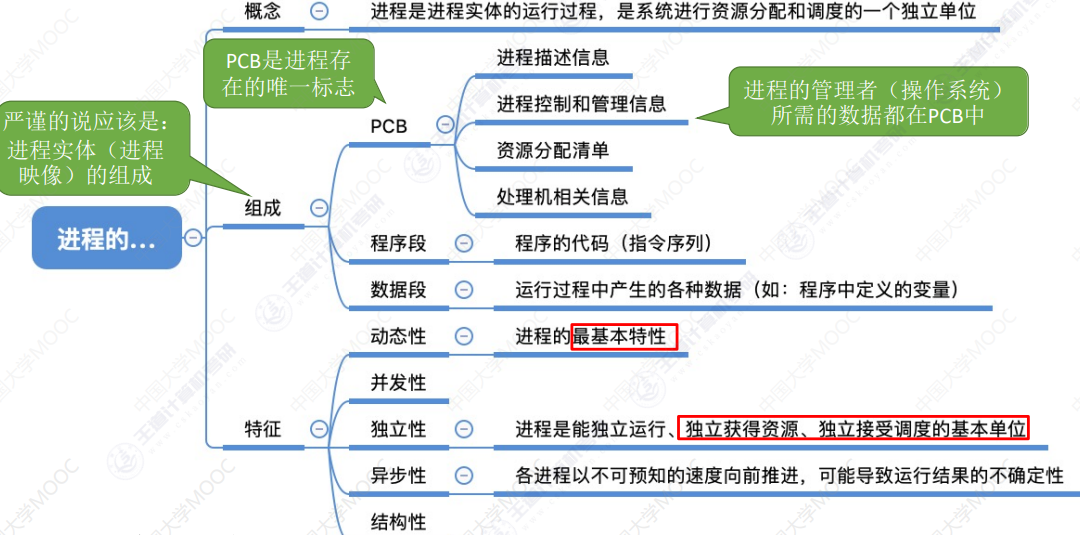 概念
进程是进程实体的运行过程，是系统进行资源分配和调度的一个独立单位
PCB是进程存
在的唯一标志
进程描述信息
进程控制和管理信息
进程的管理者（操作系统）
所需的数据都在PCB中
严谨的说应该是：
进程实体（进程
映像）的组成
PCB
资源分配清单
处理机相关信息
组成
进程的...
程序段
程序的代码（指令序列）
数据段
运行过程中产生的各种数据（如：程序中定义的变量）
动态性
进程的最基本特性
并发性
特征
独立性
进程是能独立运行、独立获得资源、独立接受调度的基本单位
异步性
各进程以不可预知的速度向前推进，可能导致运行结果的不确定性
结构性
中国大学MOOC
王道计算机考研